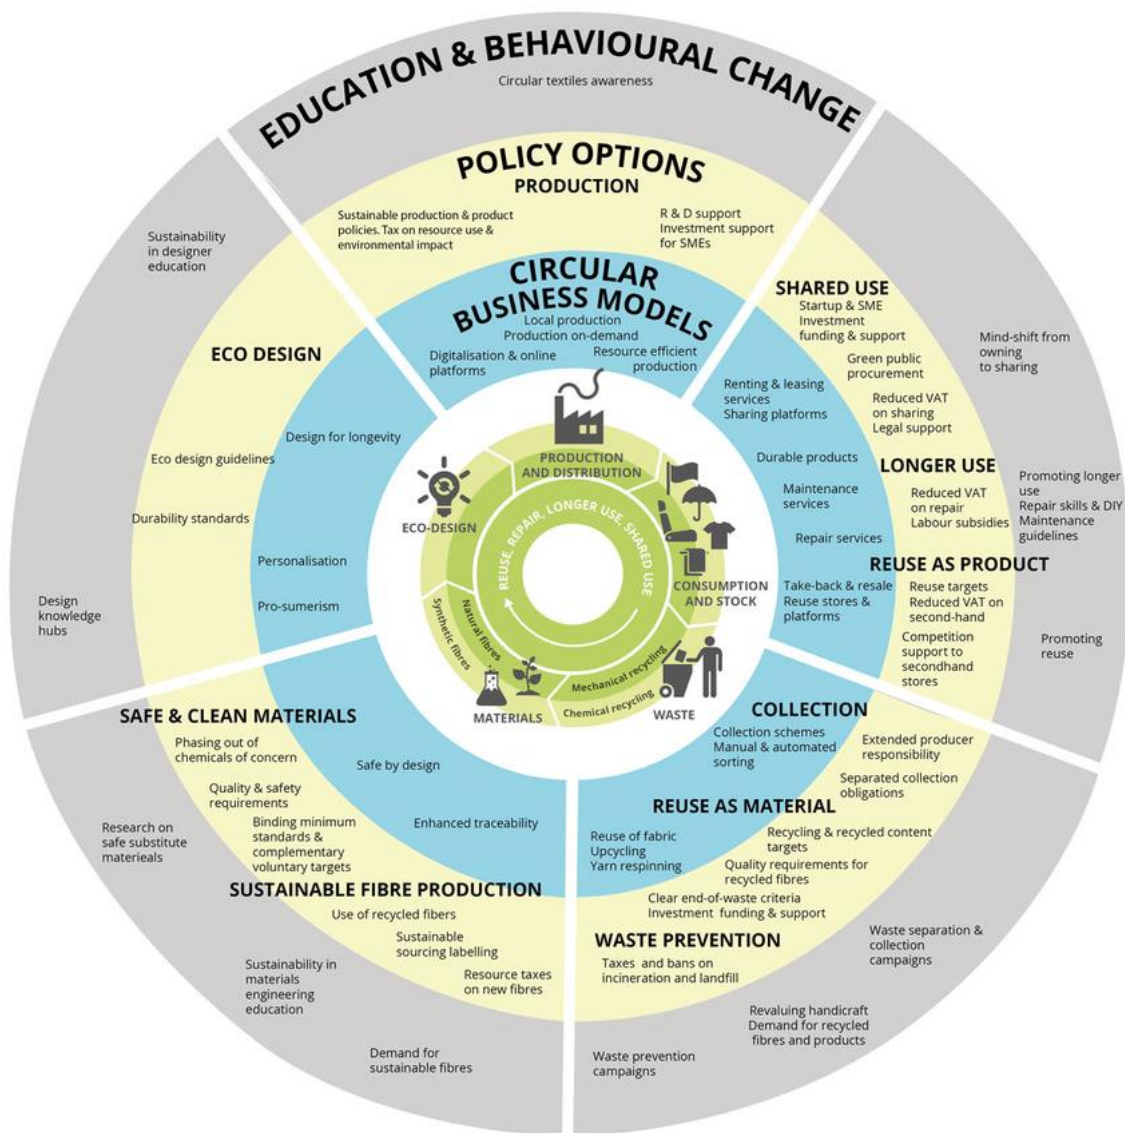 EDUCATION & BEHAVIOURAL CHANGE
Circular textiles awareness
POLICY OPTIONS
PRODUCTION
Sustainable production & product
policies. Tax on resource use &
environmental impact
R & D support
Investment support
for SMEs
CIRCULAR
BUSINESS MODELS
Local production
Production on-demand
Digitalisation & online
platforms
Resource efficient
production
Sustainability
in designer
education
ECO DESIGN
Design for longevity
Eco design guidelines
Durability standards
Personalisation
Pro-sumerism
Design
knowledge
hubs
SHARED USE
Startup & SME
Investment
funding & support
Green public
procurement
Reduced VAT
on sharing
Legal support
Mind-shift from
owning
to sharing
Renting & leasing
services
Sharing platforms
Durable products
Maintenance
services
Repair services
Take-back & resale
Reuse stores &
platforms
LONGER USE
Reduced VAT
on repair
Labour subsidies
Promoting longer
use
Repair skills & DIY
Maintenance
guidelines
REUSE AS PRODUCT
Reuse targets
Reduced VAT on
second-hand
Competition
support to
secondhand
stores
Promoting
reuse
PRODUCTION
AND DISTRIBUTION
ECO-DESIGN
REUSE, REPAIR, LONGER USE, SHARED USE
CONSUMPTION
AND STOCK
Synthetic fibres
Natural fibres
Mechanical recycling
Chemical recycling
MATERIALS
WASTE
SAFE & CLEAN MATERIALS
Phasing out of
chemicals of concern
Safe by design
Quality & safety
requirements
Enhanced traceability
Binding minimum
standards &
complementary
voluntary targets
Research on
safe substitute
matereials
SUSTAINABLE FIBRE PRODUCTION
Use of recycled fibers
Sustainable
sourcing labelling
Resource taxes
on new fibres
Sustainability in
materials
engineering
education
Demand for
sustainable fibres
COLLECTION
Collection schemes
Manual & automated
sorting
Extended producer
responsibility
Separated collection
obligations
REUSE AS MATERIAL
Reuse of fabric
Upcycling
Yarn respinning
Recycling & recycled content
targets
Quality requirements for
recycled fibres
Clear end-of-waste criteria
Investment funding & support
WASTE PREVENTION
Taxes and bans on
incineration and landfill
Waste separation &
collection
campaigns
Revaluing handicraft
Demand for recycled
fibres and products
Waste prevention
campaigns